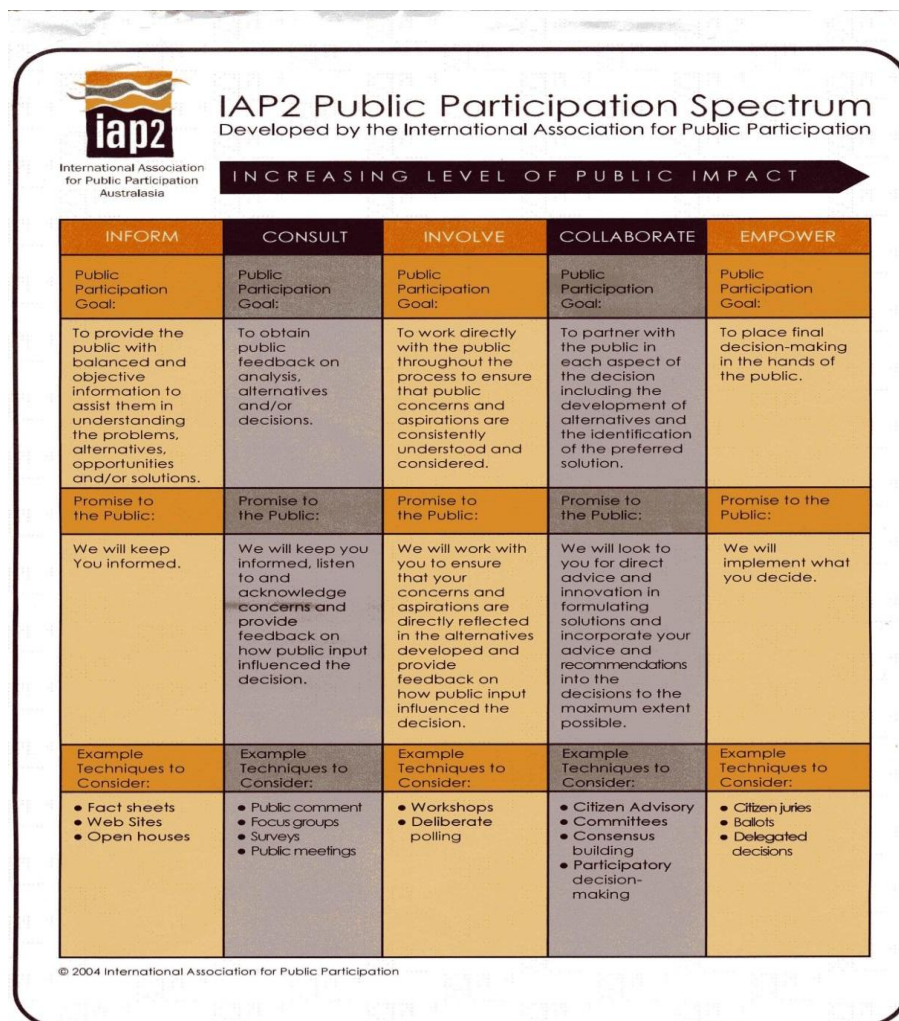 iap2
International Association
for Public Participation
Australasia
IAP2 Public Participation Spectrum
Developed by the International Association for Public Participation
INCREASING LEVEL OF PUBLIC IMPACT
INFORM
Public
Participation
Goal:
To provide the
public with
balanced and
objective
information to
assist them in
understanding
the problems,
alternatives,
opportunities
and/or solutions.
Promise to
the Public:
We will keep
You informed.
Example
Techniques to
Consider:
• Fact sheets
• Web Sites
• Open houses
CONSULT
Public
Participation
Goal:
To obtain
public
feedback on
analysis,
alternatives
and/or
decisions.
Promise to
the Public:
We will keep you
informed, listen
to and
acknowledge
concerns and
provide
feedback on
how public input
influenced the
decision.
Example
Techniques to
Consider:
• Public comment
• Focus groups
• Surveys
• Public meetings
INVOLVE
Public
Participation
Goal:
To work directly
with the public
throughout the
process to ensure
that public
concerns and
aspirations are
consistently
understood and
considered.
Promise to
the Public:
We will work with
you to ensure
that your
concerns and
aspirations are
directly reflected
in the alternatives
developed and
provide
feedback on
how public input
influenced the
decision.
Example
Techniques to
Consider:
• Workshops
• Deliberate
polling
COLLABORATE
Public
Participation
Goal:
To partner with
the public in
each aspect of
the decision
including the
development of
alternatives and
the identification
of the preferred
solution.
Promise to
the Public:
We will look to
you for direct
advice and
innovation in
formulating
solutions and
incorporate your
advice and
recommendations
into the
decisions to the
maximum extent
possible.
Example
Techniques to
Consider:
• Citizen Advisory
• Committees
• Consensus
building
• Participatory
decision-
making
EMPOWER
Public
Participation
Goal:
To place final
decision-making
in the hands of
the public.
Promise to the
Public:
We will
implement what
you decide.
Example
Techniques to
Consider:
• Citizen juries
• Ballots
• Delegated
decisions
© 2004 International Association for Public Participation